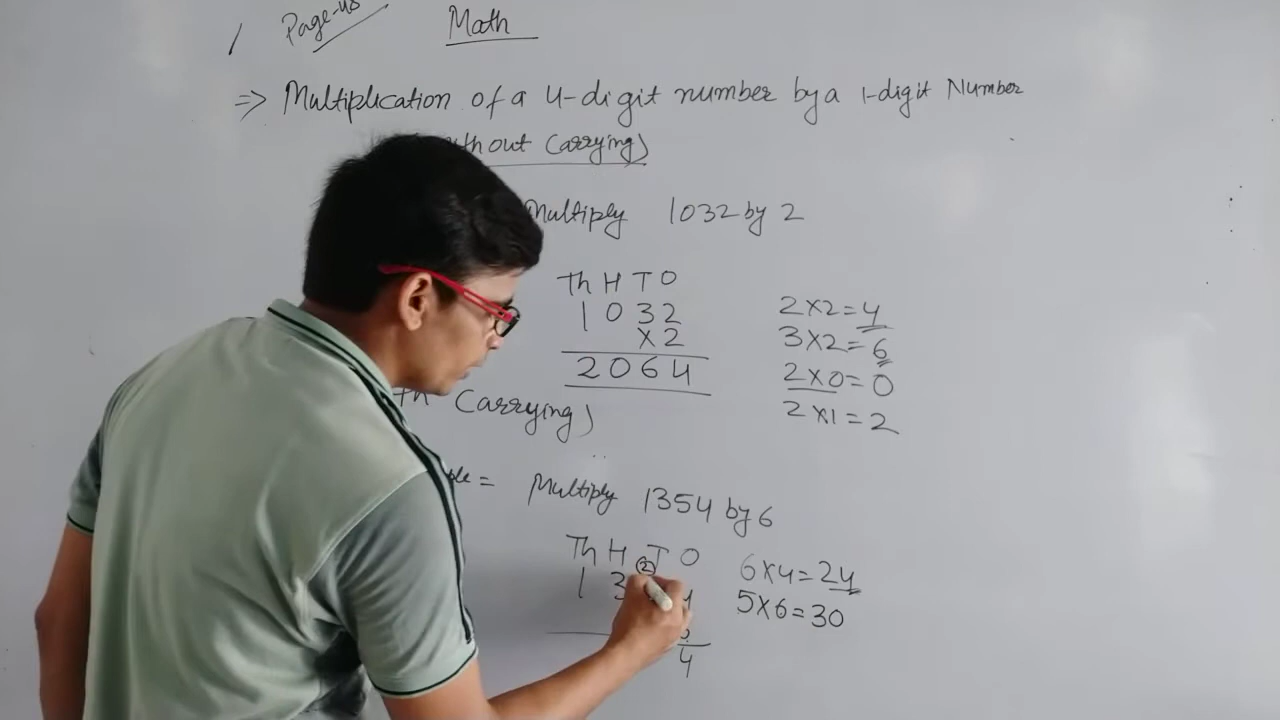 Page-48 Math
⇒ Multiplication of a 4-digit number by a 1-digit Number
Carrying)
Multiply 1032 by 2
Th H T O
1 0 3 2
x 2
2 0 6 4
2x2=4
3x2=6
2x0=0
2x1=2
Carrying)
= Multiply 1354 by 6
Th H T O
2
1 3 4
4
6x4=24
5x6=30